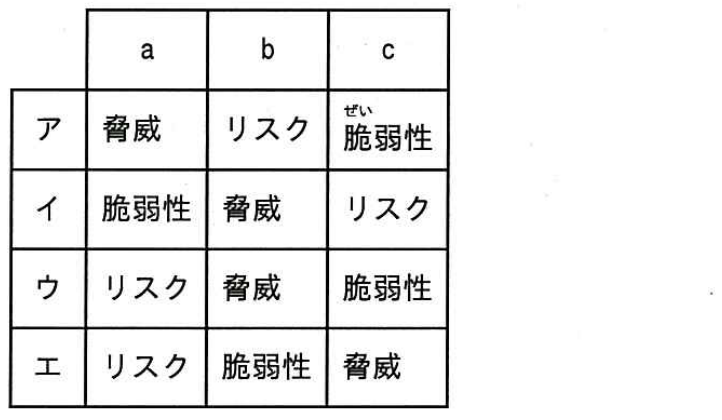 a b c
ア 脅威 リスク 脆弱性
ぜい
イ 脆弱性 脅威 リスク
ウ リスク 脅威 脆弱性
エ リスク 脆弱性 脅威